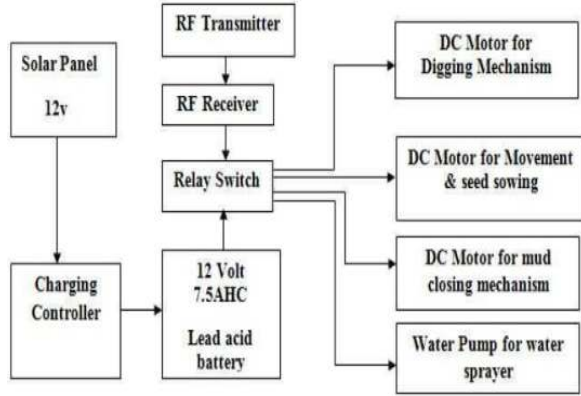 RF Transmitter
Solar Panel
12v
RF Receiver
Relay Switch
Charging
Controller
12 Volt
7.5AHC
Lead acid
battery
DC Motor for
Digging Mechanism
DC Motor for Movement
& seed sowing
DC Motor for mud
closing mechanism
Water Pump for water
sprayer